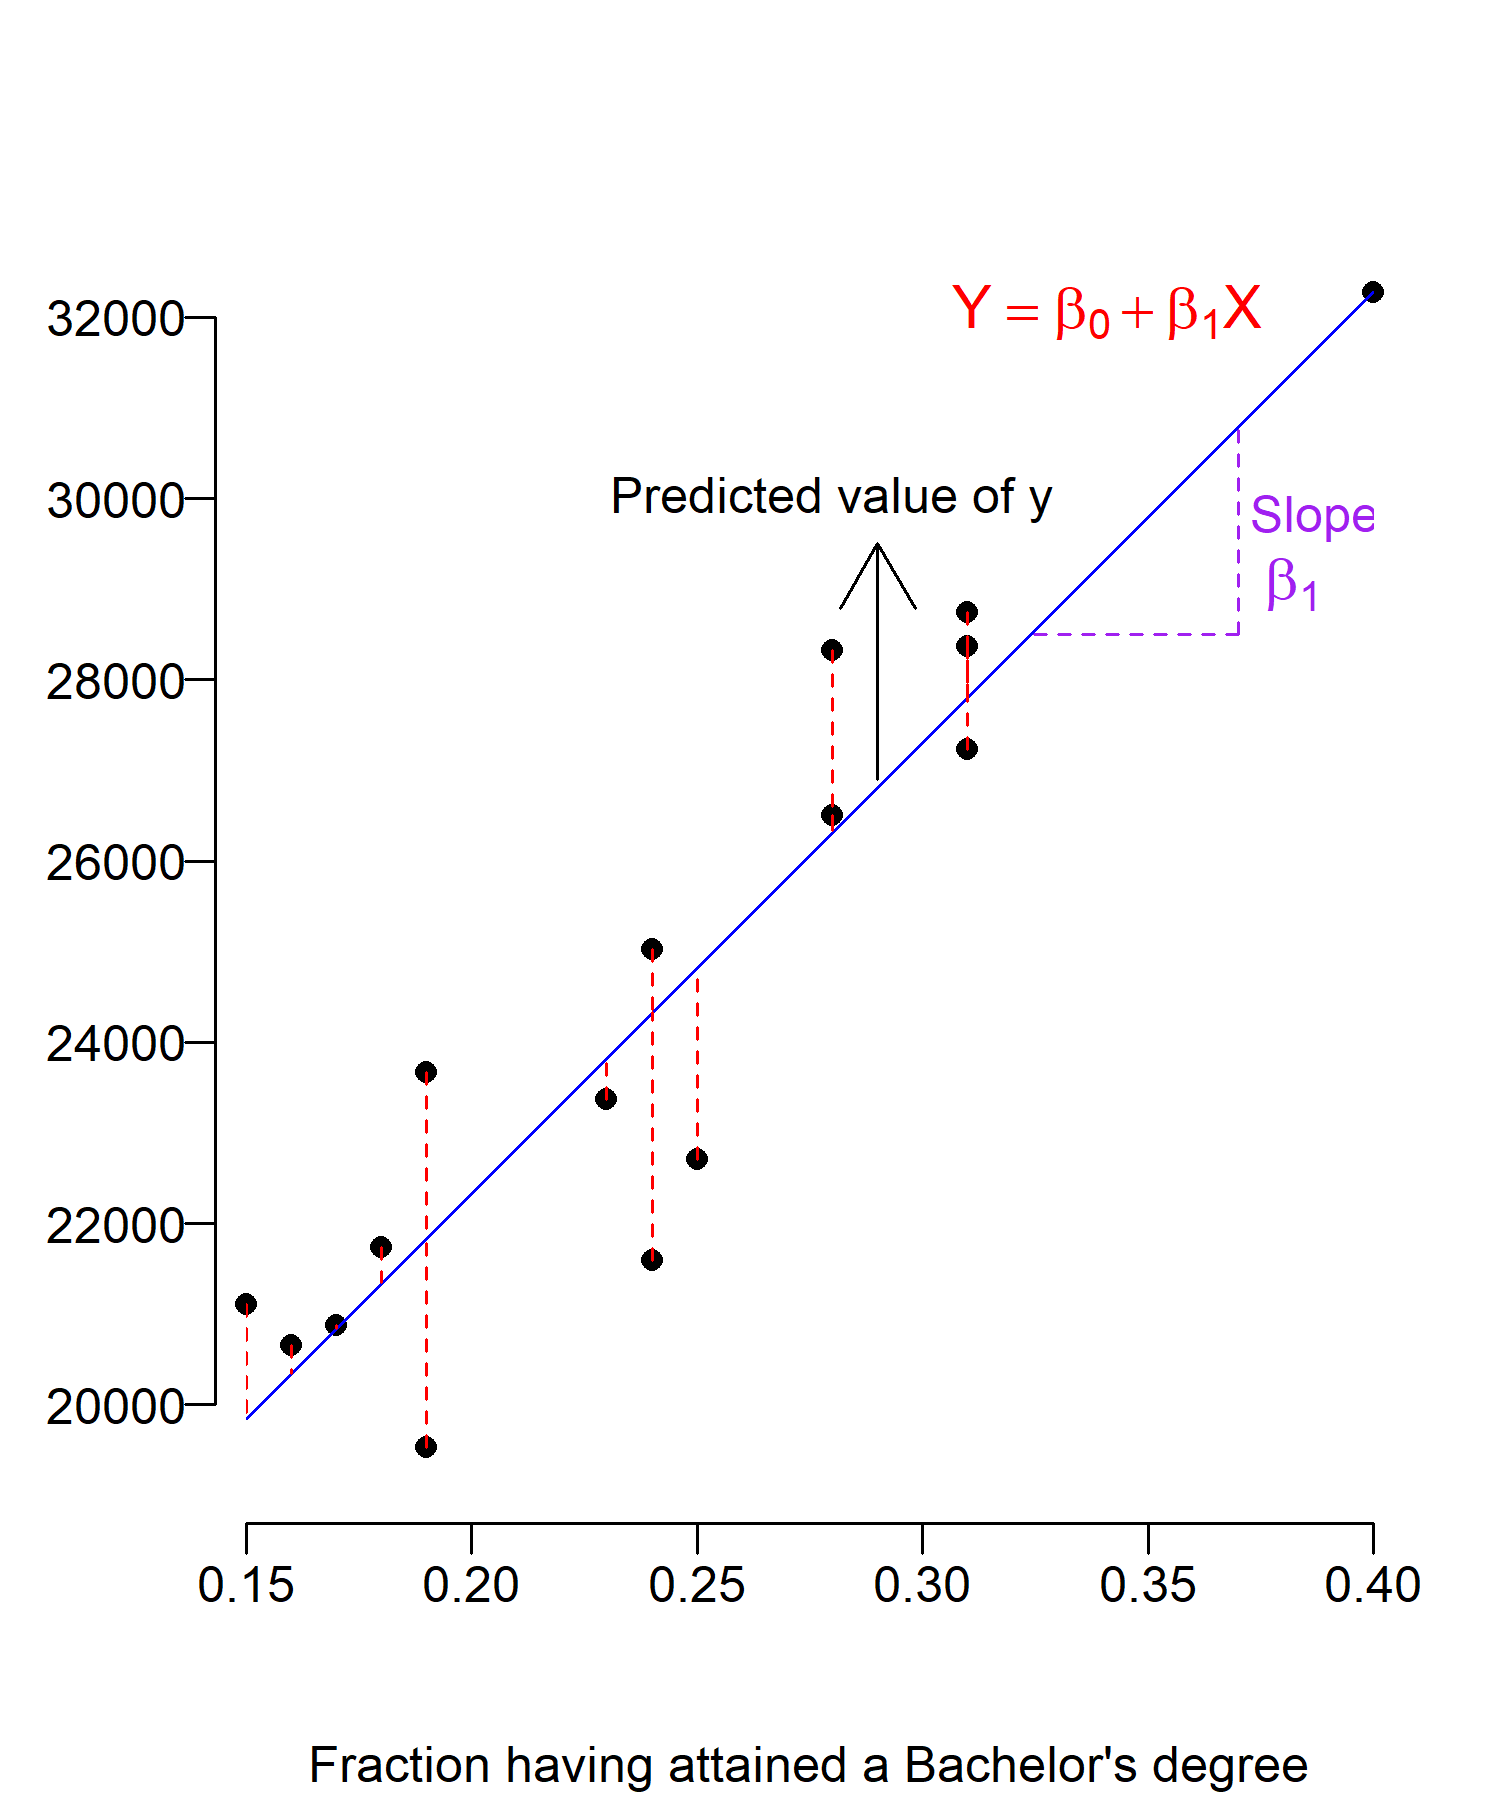 Y = β₀ + β₁X
32000
30000
28000
26000
24000
22000
20000
Predicted value of y
Slope
β₁
0.15 0.20 0.25 0.30 0.35 0.40
Fraction having attained a Bachelor's degree